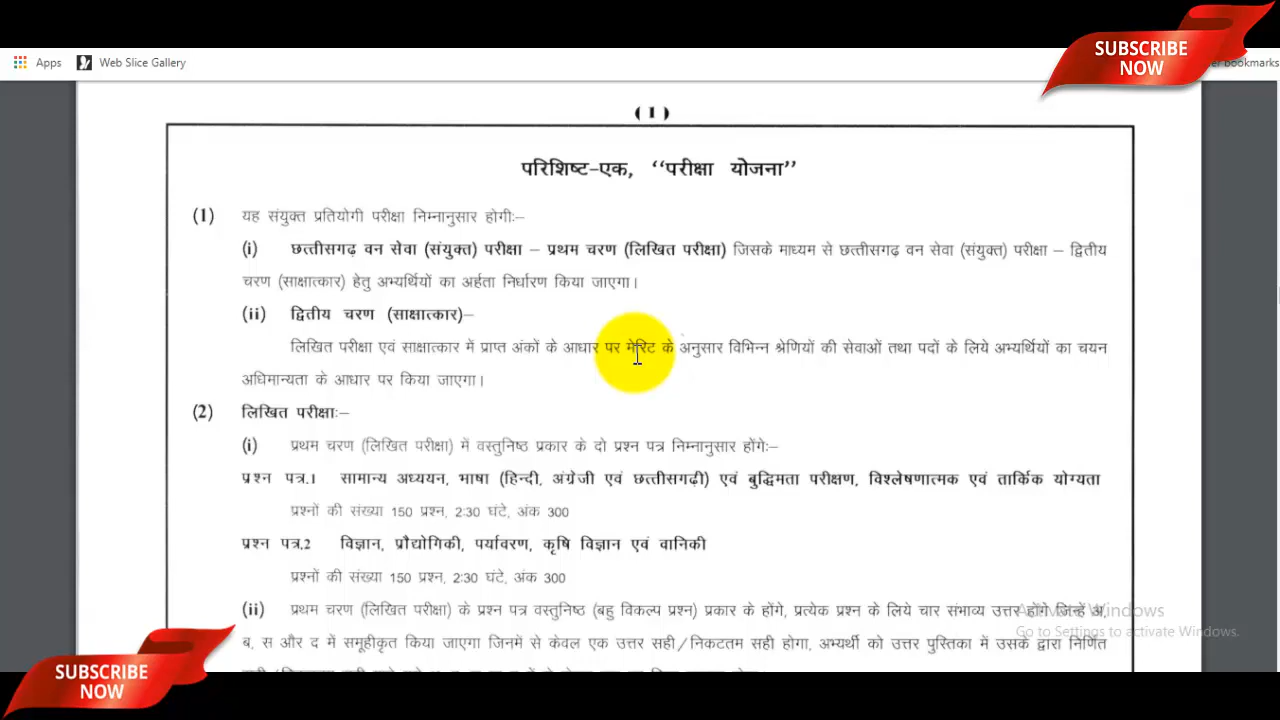 SUBSCRIBE
NOW
Apps Web Slice Gallery bookmarks
( 1 )
परिशिष्ट-एक, ‘‘परीक्षा योजना’’
(1) यह संयुक्त प्रतियोगी परीक्षा निम्नानुसार होगीः–
(i) छत्तीसगढ़ वन सेवा (संयुक्त) परीक्षा – प्रथम चरण (लिखित परीक्षा) जिसके माध्यम से छत्तीसगढ़ वन सेवा (संयुक्त) परीक्षा – द्वितीय
चरण (साक्षात्कार) हेतु अभ्यर्थियों का अर्हता निर्धारण किया जाएगा।
(ii) द्वितीय चरण (साक्षात्कार)–
लिखित परीक्षा एवं साक्षात्कार में प्राप्त अंकों के आधार पर मेरिट के अनुसार विभिन्न श्रेणियों की सेवाओं तथा पदों के लिये अभ्यर्थियों का चयन
अधिमान्यता के आधार पर किया जाएगा।
(2) लिखित परीक्षाः–
(i) प्रथम चरण (लिखित परीक्षा) में वस्तुनिष्ठ प्रकार के दो प्रश्न पत्र निम्नानुसार होंगेः–
प्रश्न पत्र.1 सामान्य अध्ययन, भाषा (हिन्दी, अंग्रेजी एवं छत्तीसगढ़ी) एवं बुद्धिमता परीक्षण, विश्लेषणात्मक एवं तार्किक योग्यता
प्रश्नों की संख्या 150 प्रश्न, 2:30 घंटे, अंक 300
प्रश्न पत्र.2 विज्ञान, प्रौद्योगिकी, पर्यावरण, कृषि विज्ञान एवं वानिकी
प्रश्नों की संख्या 150 प्रश्न, 2:30 घंटे, अंक 300
(ii) प्रथम चरण (लिखित परीक्षा) के प्रश्न पत्र वस्तुनिष्ठ (बहु विकल्प प्रश्न) प्रकार के होंगे, प्रत्येक प्रश्न के लिये चार संभाव्य उत्तर होंगे जिन्हें अ,
ब, स और द में समूहीकृत किया जाएगा जिनमें से केवल एक उत्तर सही/निकटतम सही होगा, अभ्यर्थी को उत्तर पुस्तिका में उसके द्वारा निर्णित
Activate Windows
Go to Settings to activate Windows.
SUBSCRIBE
NOW